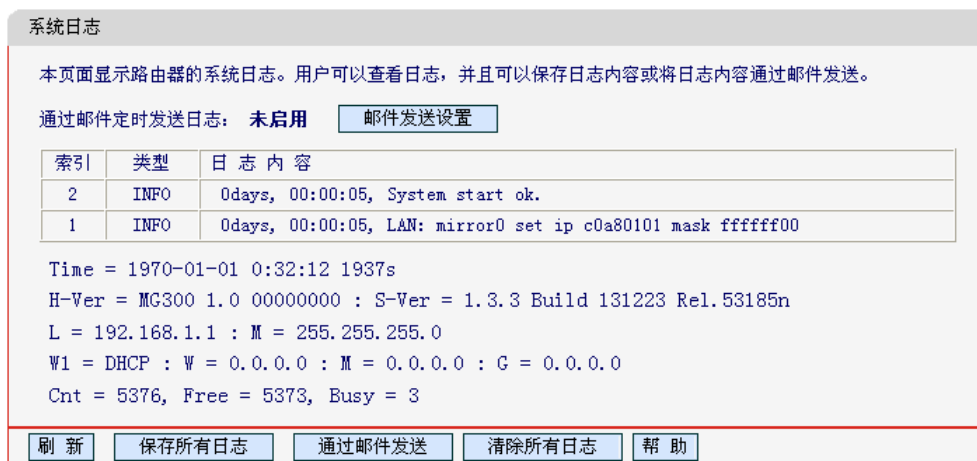 系统日志
本页面显示路由器的系统日志。用户可以查看日志，并且可以保存日志内容或将日志内容通过邮件发送。
通过邮件定时发送日志： 未启用 邮件发送设置
索引 类型 日 志 内 容
2 INFO 0days, 00:00:05, System start ok.
1 INFO 0days, 00:00:05, LAN: mirror0 set ip c0a80101 mask ffffff00
Time = 1970-01-01 0:32:12 1937s
H-Ver = MG300 1.0 00000000 : S-Ver = 1.3.3 Build 131223 Rel.53185n
L = 192.168.1.1 : M = 255.255.255.0
W1 = DHCP : W = 0.0.0.0 : M = 0.0.0.0 : G = 0.0.0.0
Cnt = 5376, Free = 5373, Busy = 3
刷 新 保存所有日志 通过邮件发送 清除所有日志 帮 助